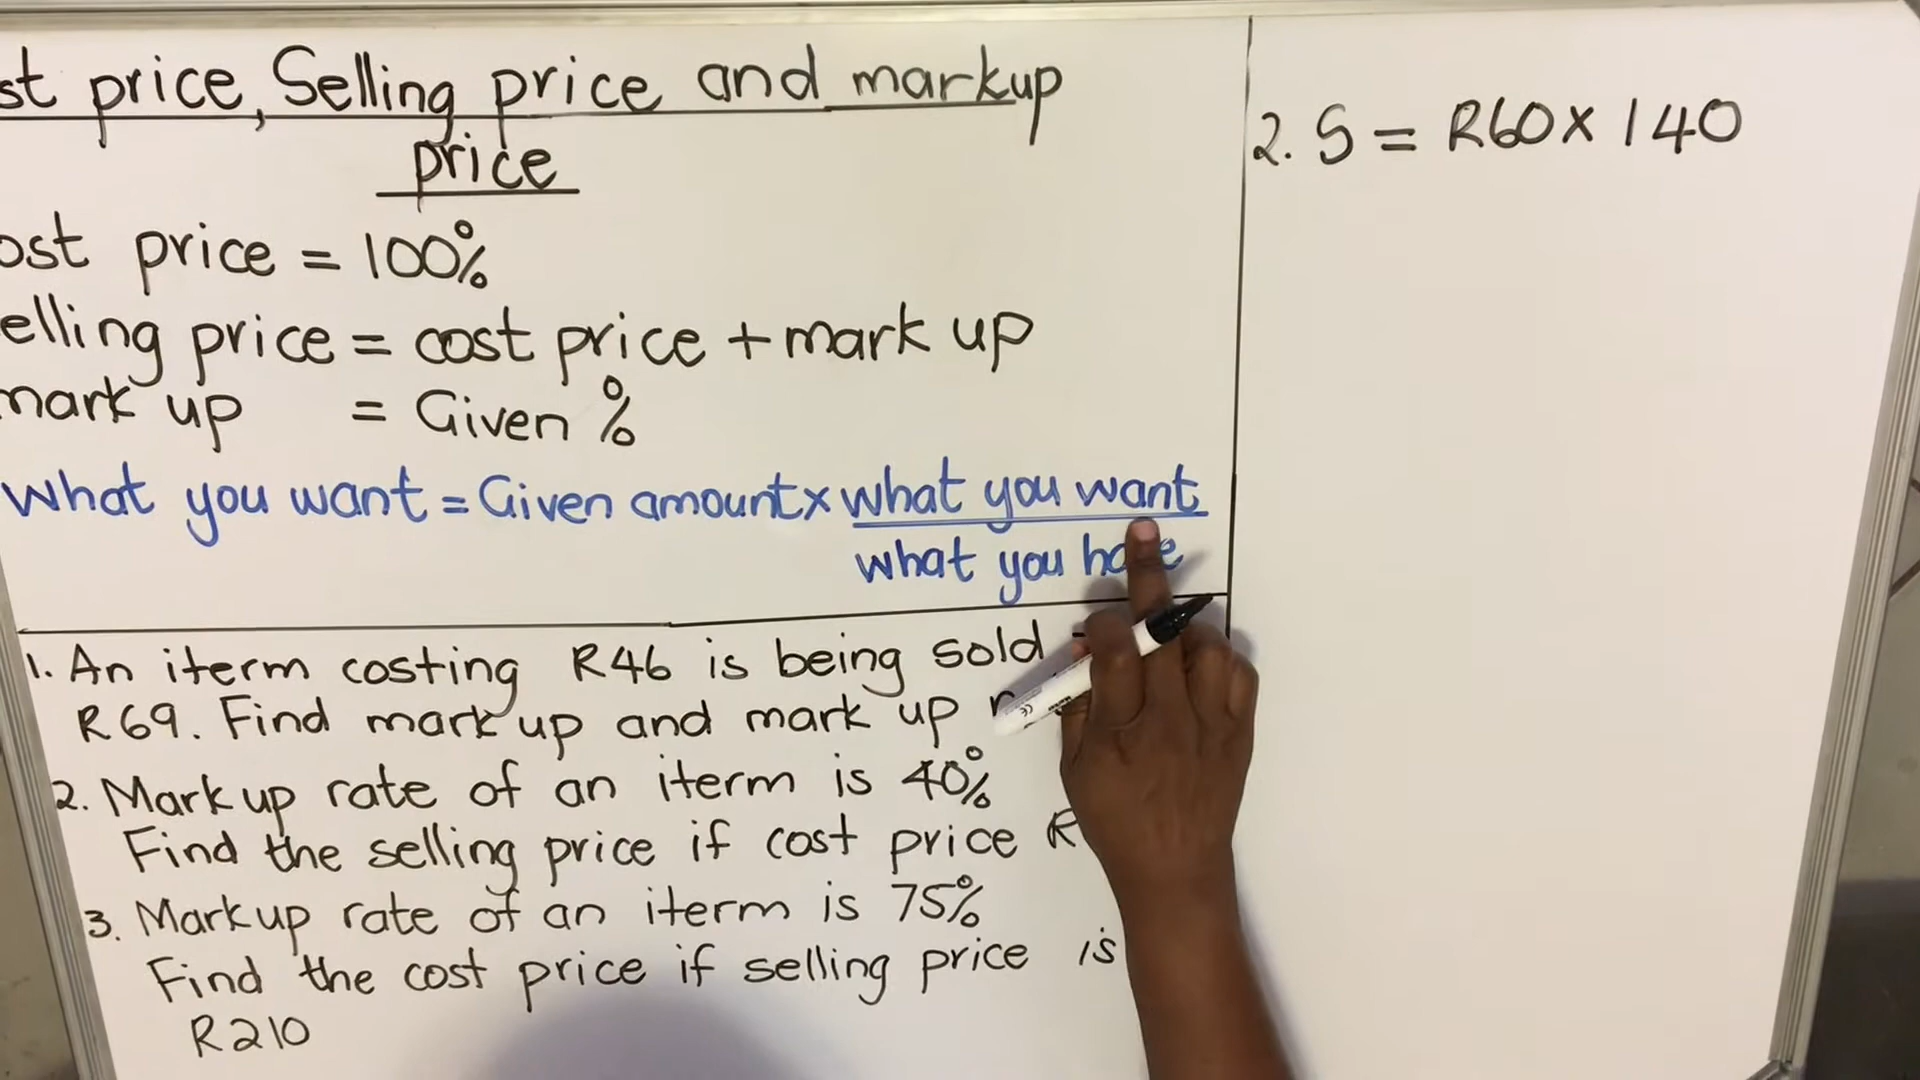 st price, Selling price and markup
price
ost price = 100%
elling price = cost price + mark up
mark up = Given %
What you want = Given amount x what you want
what you have
1. An iterm costing R46 is being sold
R69. Find mark up and mark up
2. Mark up rate of an iterm is 40%
Find the selling price if cost price R
3. Mark up rate of an iterm is 75%
Find the cost price if selling price is
R210
2. S = R60 x 140